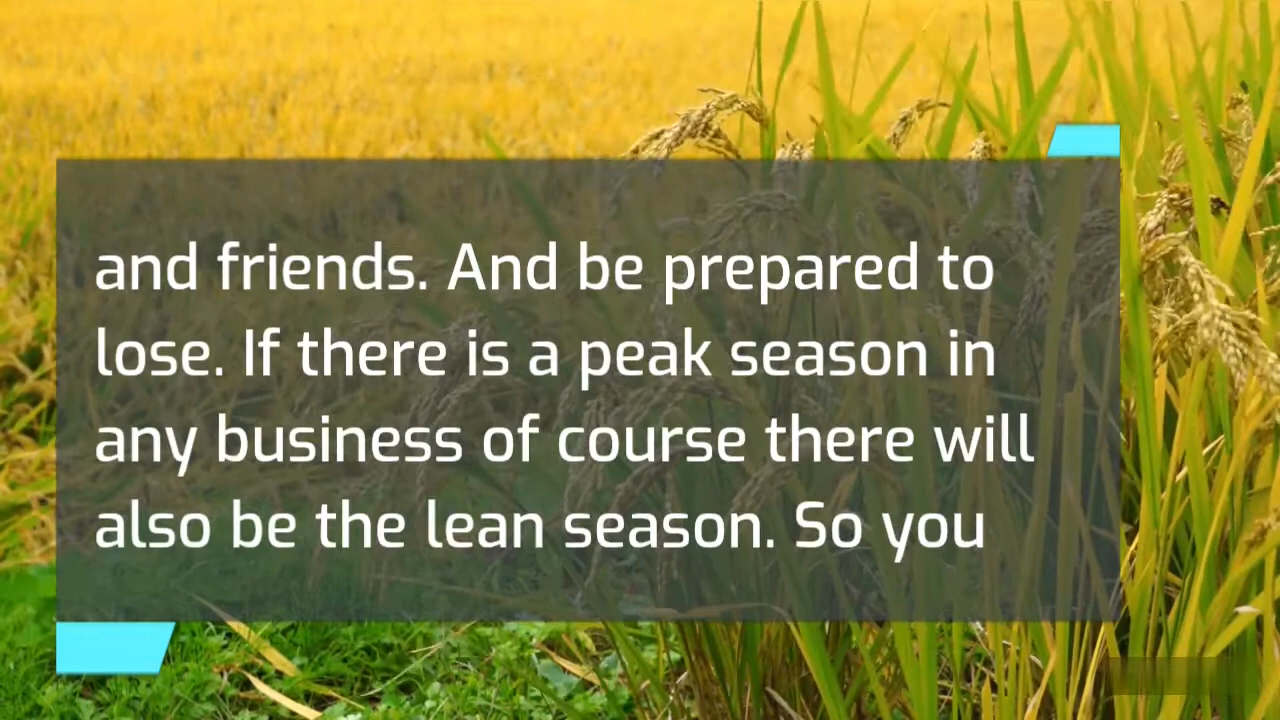 and friends. And be prepared to
lose. If there is a peak season in
any business of course there will
also be the lean season. So you